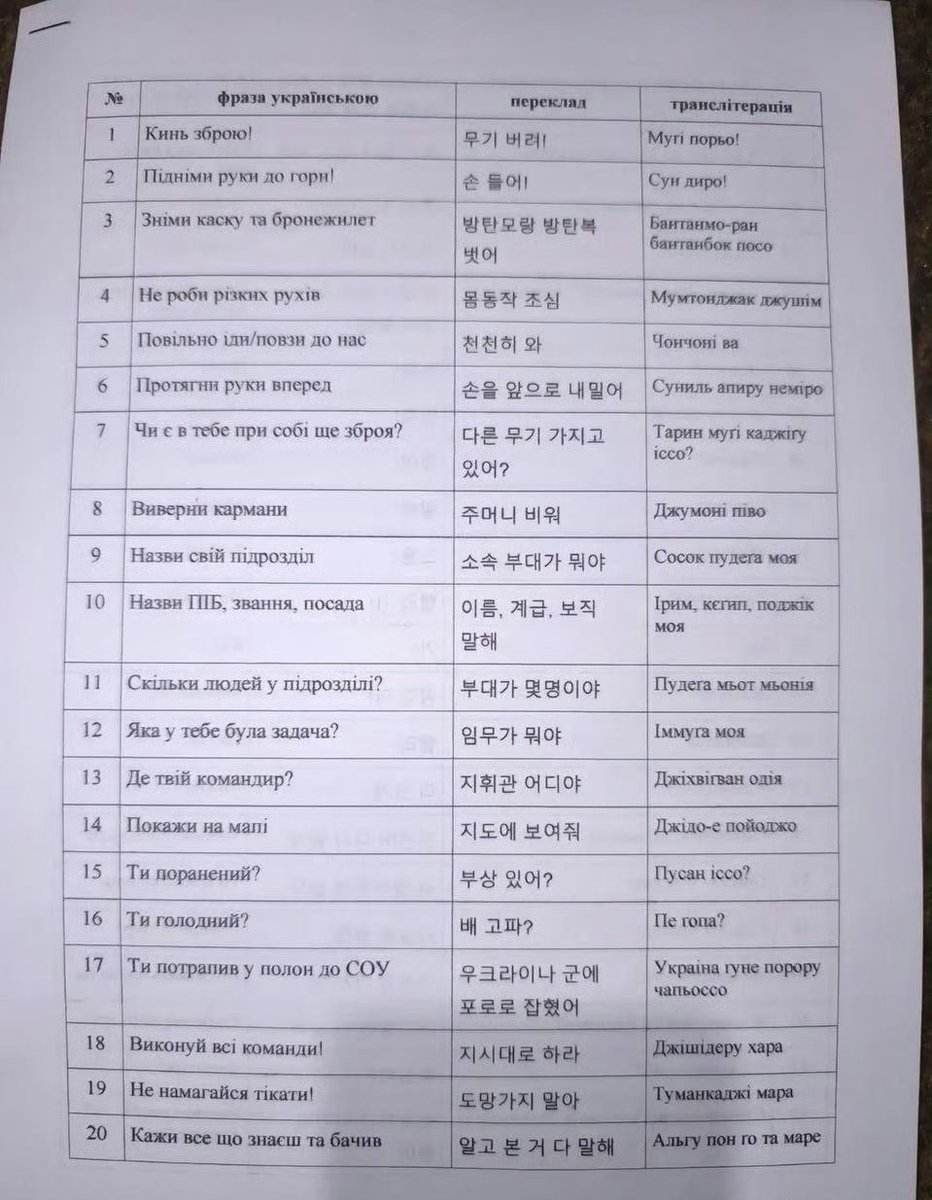 № фраза українською переклад транслітерація
1 Кинь зброю! 무기 버려! Мугі порьо!
2 Підніми руки до гори! 손 들어! Сун диро!
3 Зніми каску та бронежилет 방탄모랑 방탄복 Бантанмо-ран
벗어 бантанбок посо
4 Не роби різких рухів 몸동작 조심 Мумтонджак джушім
5 Повільно іди/повзи до нас 천천히 와 Чончоні ва
6 Протягни руки вперед 손을 앞으로 내밀어 Суниль апиру неміро
7 Чи є в тебе при собі ще зброя? 다른 무기 가지고 Тарин мугі каджігу
있어? іссо?
8 Виверни кармани 주머니 비워 Джумоні піво
9 Назви свій підрозділ 소속 부대가 뭐야 Сосок пудеґа моя
10 Назви ПІБ, звання, посада 이름, 계급, 보직 Ірим, кєгип, поджік
말해 моя
11 Скільки людей у підрозділі? 부대가 몇명이야 Пудеґа мьот мьонія
12 Яка у тебе була задача? 임무가 뭐야 Іммуґа моя
13 Де твій командир? 지휘관 어디야 Джіхвіґван одія
14 Покажи на мапі 지도에 보여줘 Джідо-е пойоджо
15 Ти поранений? 부상 있어? Пусан іссо?
16 Ти голодний? 배 고파? Пе гопа?
17 Ти потрапив у полон до СОУ 우크라이나 군에 Украіна гуне порору
포로로 잡혔어 чапьоссо
18 Виконуй всі команди! 지시대로 하라 Джішідеру хара
19 Не намагайся тікати! 도망가지 말아 Туманкаджі мара
20 Кажи все що знаєш та бачив 알고 본 거 다 말해 Альгу пон го та маре